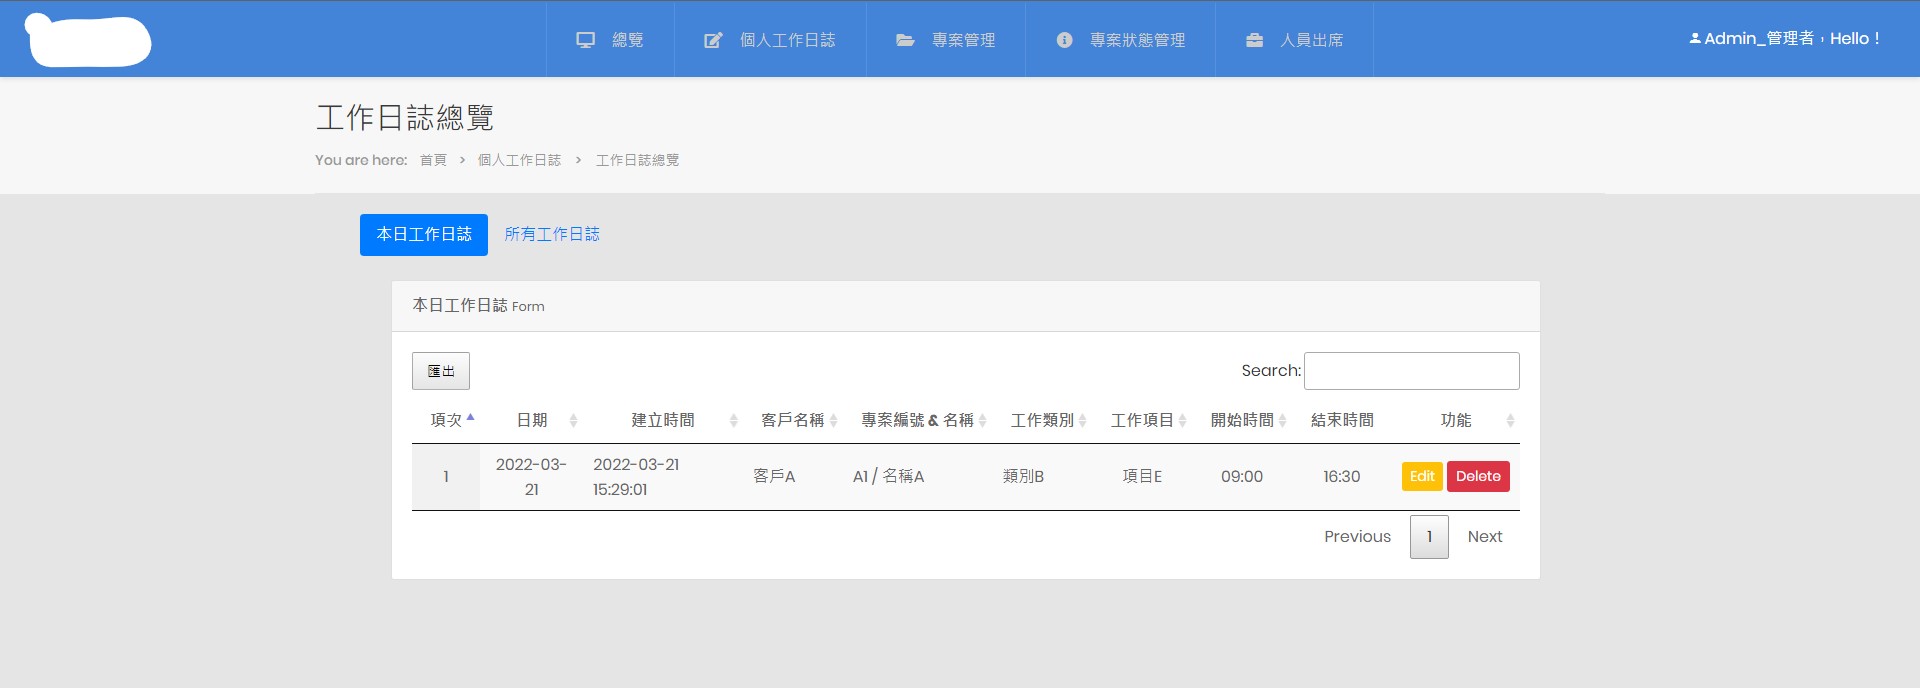 總覽 個人工作日誌 專案管理 專案狀態管理 人員出席 Admin_管理者，Hello！
工作日誌總覽
You are here: 首頁 > 個人工作日誌 > 工作日誌總覽
本日工作日誌 所有工作日誌
本日工作日誌 Form
匯出 Search:
項次 日期 建立時間 客戶名稱 專案編號 & 名稱 工作類別 工作項目 開始時間 結束時間 功能
1 2022-03-21 2022-03-21 15:29:01 客戶A A1 / 名稱A 類別B 項目E 09:00 16:30 Edit Delete
Previous 1 Next